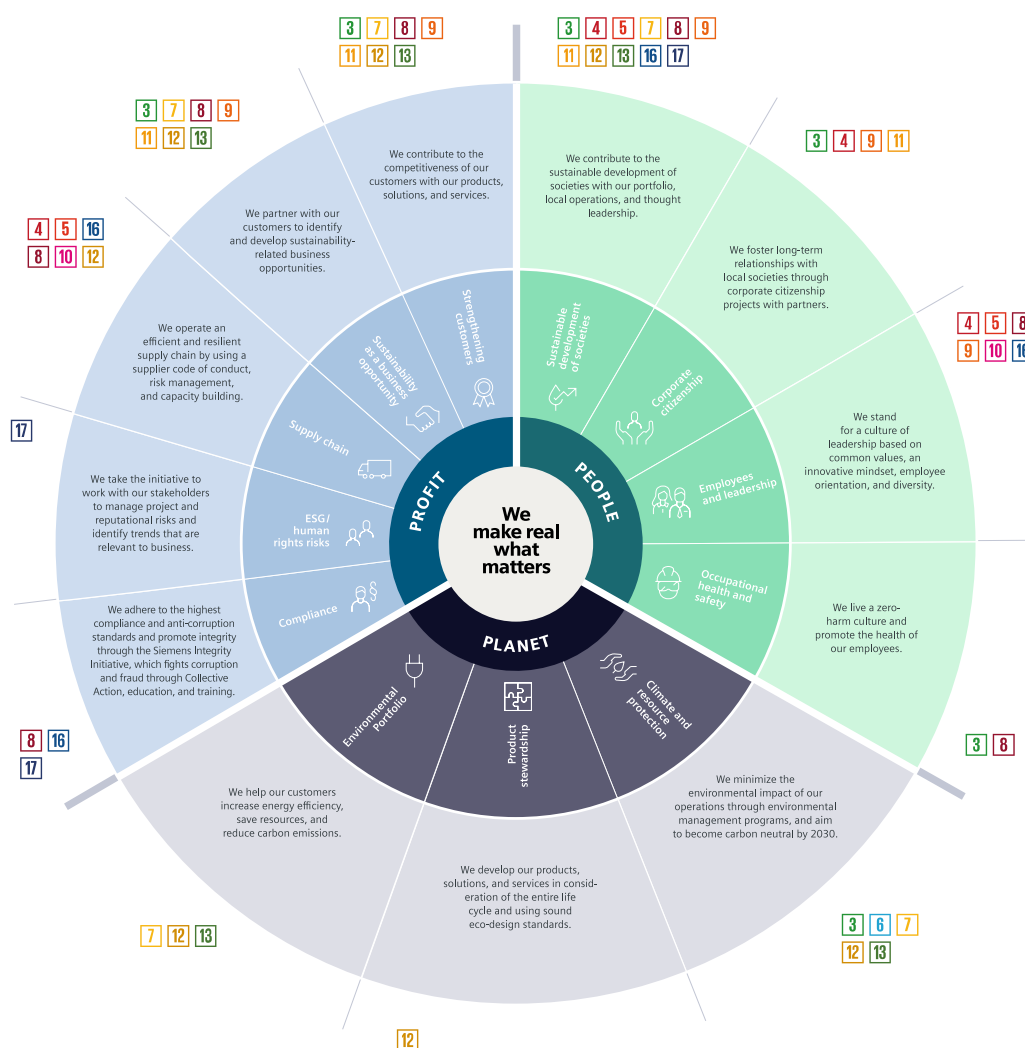 3 7 8 9
11 12 13
3 4 5 7 8 9
11 12 13 16 17
3 7 8 9
11 12 13
3 4 9 11
4 5 16
8 10 12
4 5 8
9 10 16
17
8 16
17
3 8
7 12 13
3 6 7
12 13
12
We contribute to the
competitiveness of our
customers with our products,
solutions, and services.
We partner with our
customers to identify
and develop sustainability-
related business
opportunities.
We operate an
efficient and resilient
supply chain by using a
supplier code of conduct,
risk management,
and capacity building.
We take the initiative to
work with our stakeholders
to manage project and
reputational risks and
identify trends that are
relevant to business.
We adhere to the highest
compliance and anti-corruption
standards and promote integrity
through the Siemens Integrity
Initiative, which fights corruption
and fraud through Collective
Action, education, and training.
We contribute to the
sustainable development of
societies with our portfolio,
local operations, and thought
leadership.
We foster long-term
relationships with
local societies through
corporate citizenship
projects with partners.
We stand
for a culture of
leadership based on
common values, an
innovative mindset, employee
orientation, and diversity.
We live a zero-
harm culture and
promote the health of
our employees.
We help our customers
increase energy efficiency,
save resources, and
reduce carbon emissions.
We develop our products,
solutions, and services in consid-
eration of the entire life
cycle and using sound
eco-design standards.
We minimize the
environmental impact of our
operations through environmental
management programs, and aim
to become carbon neutral by 2030.
Strengthening
customers
Sustainability
as a business
opportunity
Supply chain
ESG/
human
rights risks
Compliance
Sustainable
development
of societies
Corporate
citizenship
Employees
and leadership
Occupational
health and
safety
Environmental
Portfolio
Product
stewardship
Climate and
resource
protection
PROFIT
PEOPLE
PLANET
We
make real
what
matters